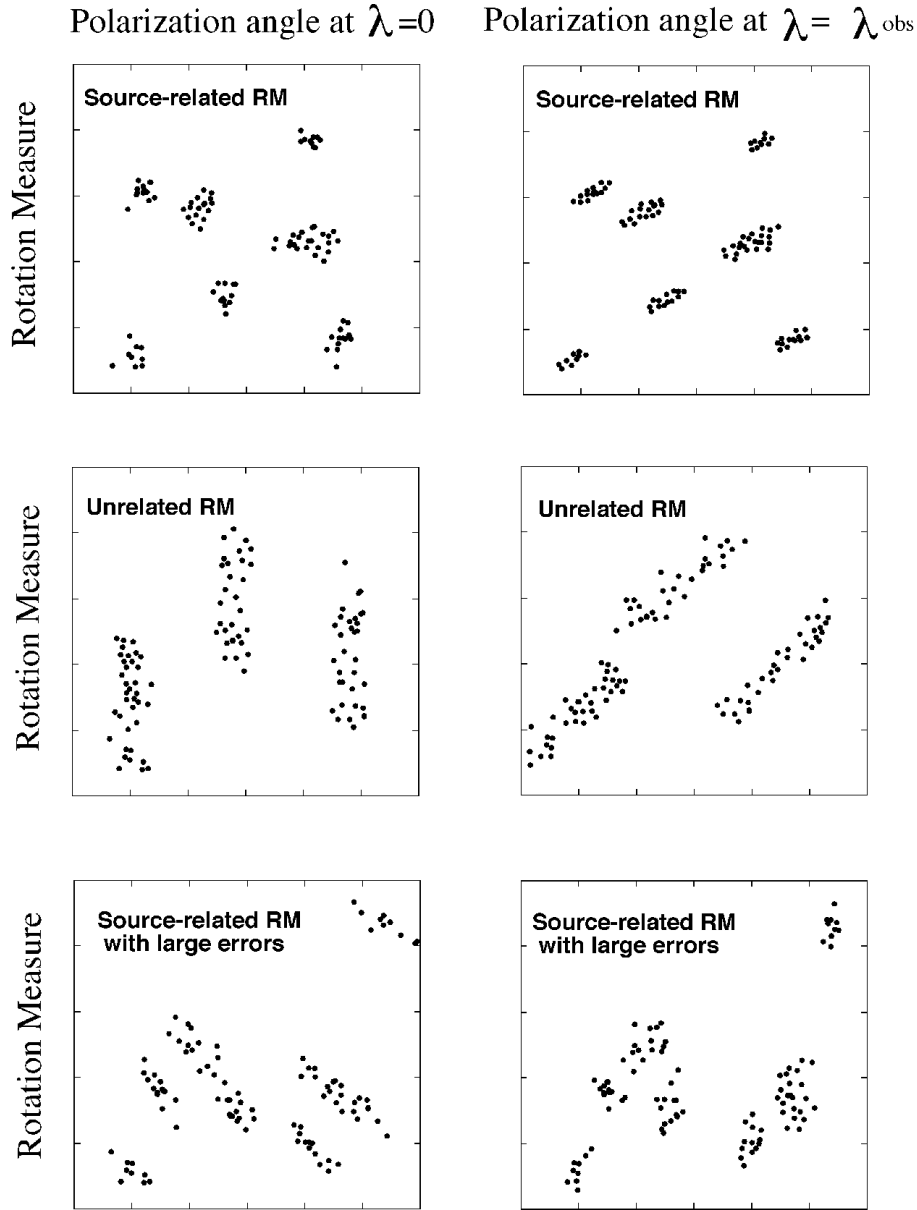 Polarization angle at λ=0
Polarization angle at λ= λ obs
Rotation Measure
Source-related RM
Source-related RM
Rotation Measure
Unrelated RM
Unrelated RM
Rotation Measure
Source-related RM
with large errors
Source-related RM
with large errors